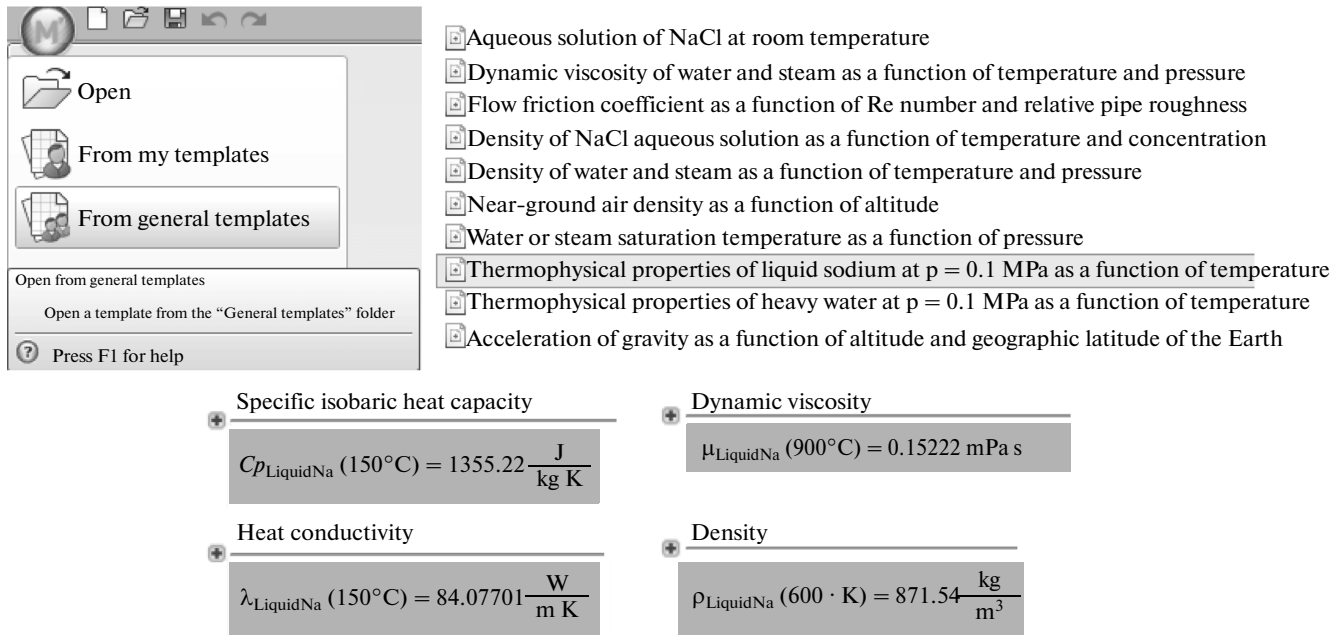 M
Open
From my templates
From general templates
Open from general templates
Open a template from the “General templates” folder
Press F1 for help
Aqueous solution of NaCl at room temperature
Dynamic viscosity of water and steam as a function of temperature and pressure
Flow friction coefficient as a function of Re number and relative pipe roughness
Density of NaCl aqueous solution as a function of temperature and concentration
Density of water and steam as a function of temperature and pressure
Near-ground air density as a function of altitude
Water or steam saturation temperature as a function of pressure
Thermophysical properties of liquid sodium at p = 0.1 MPa as a function of temperature
Thermophysical properties of heavy water at p = 0.1 MPa as a function of temperature
Acceleration of gravity as a function of altitude and geographic latitude of the Earth
Specific isobaric heat capacity
Cp LiquidNa (150°C) = 1355.22 J / kg K
Dynamic viscosity
μ LiquidNa (900°C) = 0.15222 mPa s
Heat conductivity
λ LiquidNa (150°C) = 84.07701 W / m K
Density
ρ LiquidNa (600 · K) = 871.54 kg / m³